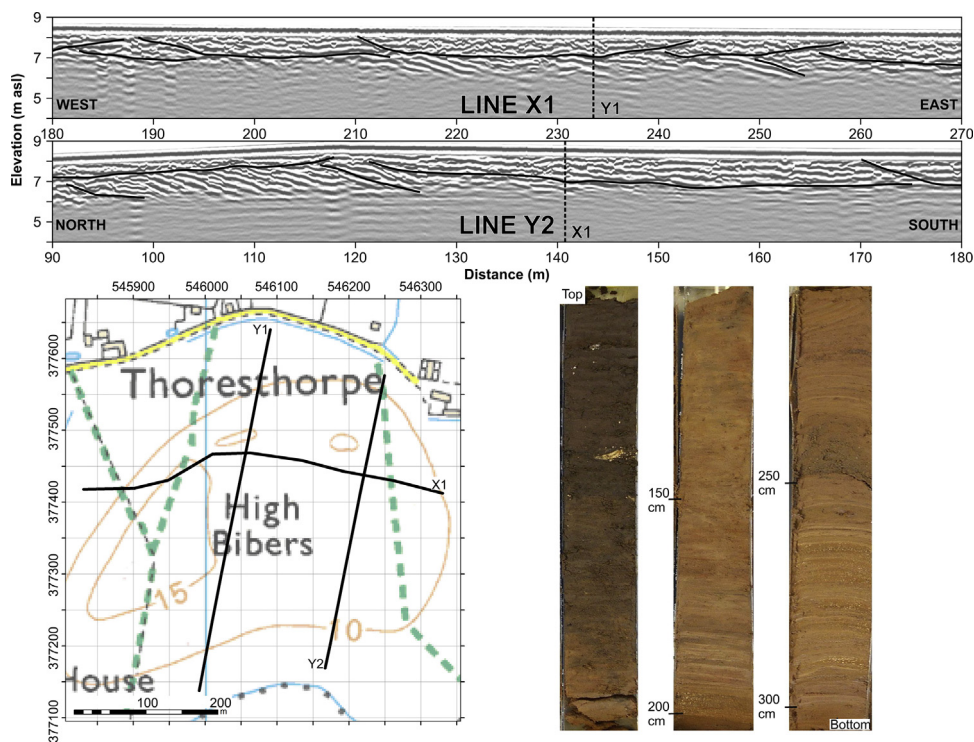 9
8
7
5
WEST
LINE X1
Y1
EAST
180 190 200 210 220 230 240 250 260 270
Elevation (m asl)
9
8
7
5
NORTH
LINE Y2
X1
SOUTH
90 100 110 120 130 140 150 160 170 180
Distance (m)
545900 546000 546100 546200 546300
377600
377500
377400
377300
377200
377100
Y1
Thoresthorpe
X1
High
Bibers
15
10
Y2
House
100 200
m
Top
150
cm
200
cm
250
cm
300
cm
Bottom